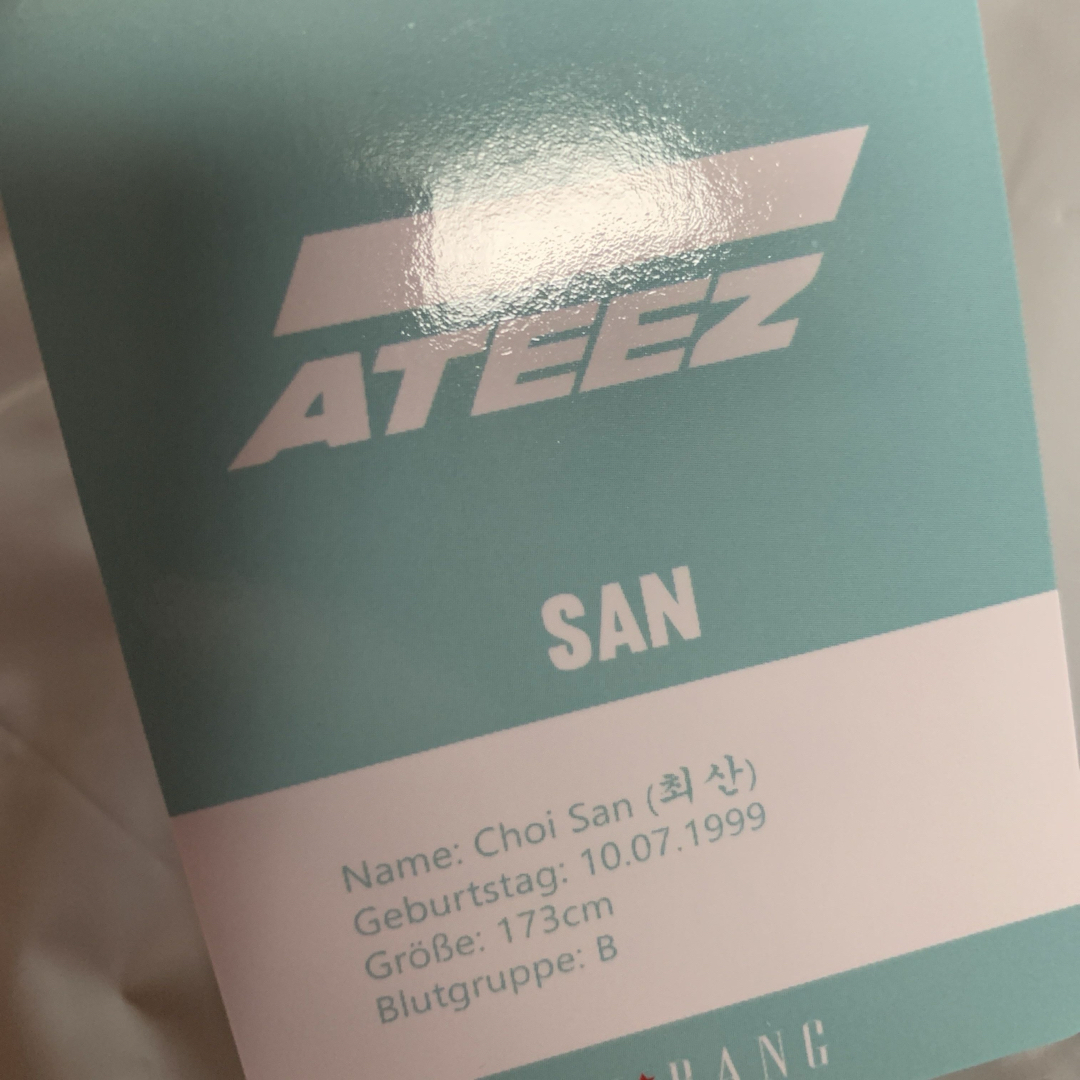 ATEEZ
SAN
Name: Choi San (최 산)
Geburtstag: 10.07.1999
Größe: 173cm
Blutgruppe: B